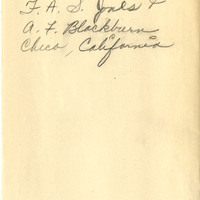 F. A. S. &
A. F. Blackburn
Chico, California